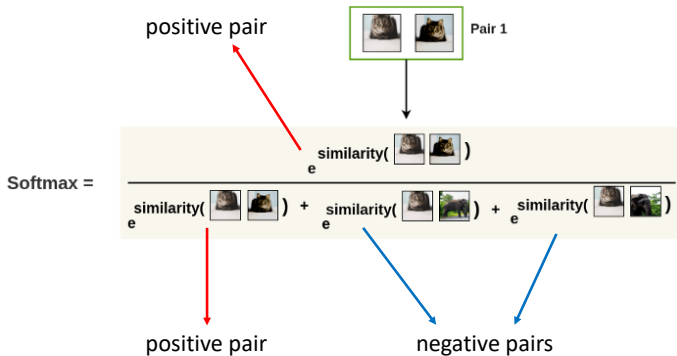 positive pair
Pair 1
e similarity( )
Softmax =
e similarity( ) + e similarity( ) + e similarity( )
positive pair
negative pairs